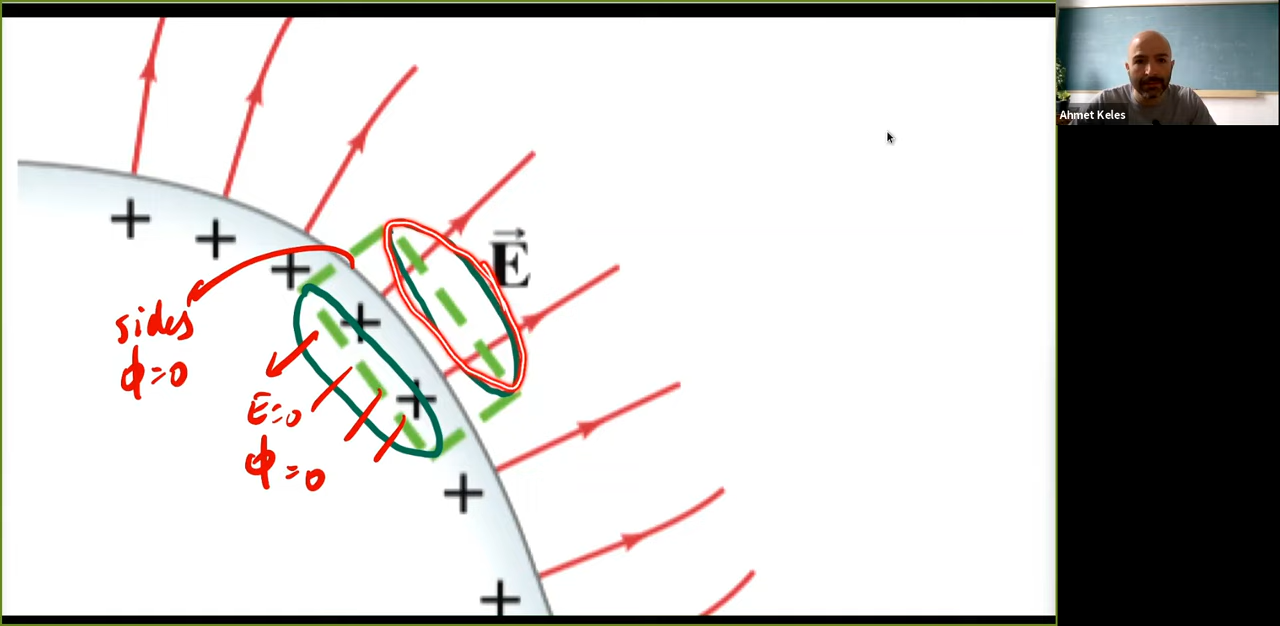 Ahmet Keles
E
sides
ϕ=0
E=0
ϕ=0
+
+
+
+
+
+
+